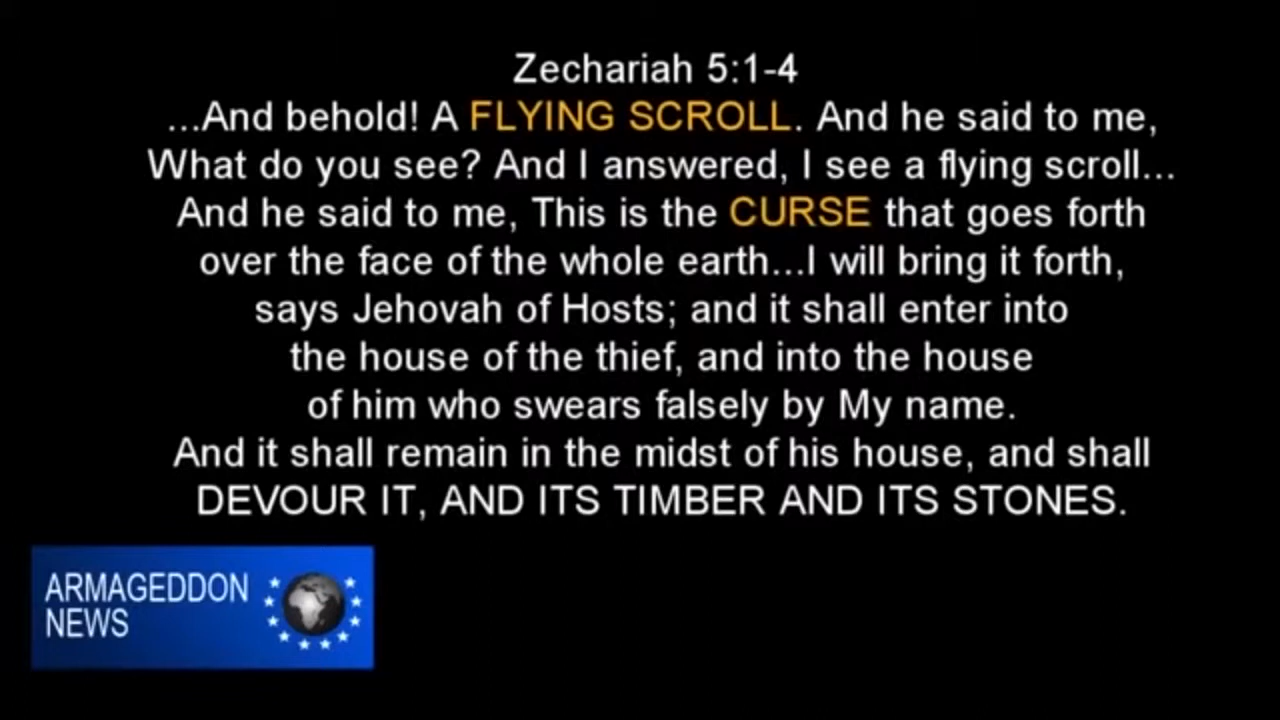 Zechariah 5:1-4
...And behold! A FLYING SCROLL. And he said to me,
What do you see? And I answered, I see a flying scroll...
And he said to me, This is the CURSE that goes forth
over the face of the whole earth...I will bring it forth,
says Jehovah of Hosts; and it shall enter into
the house of the thief, and into the house
of him who swears falsely by My name.
And it shall remain in the midst of his house, and shall
DEVOUR IT, AND ITS TIMBER AND ITS STONES.
ARMAGEDDON
NEWS